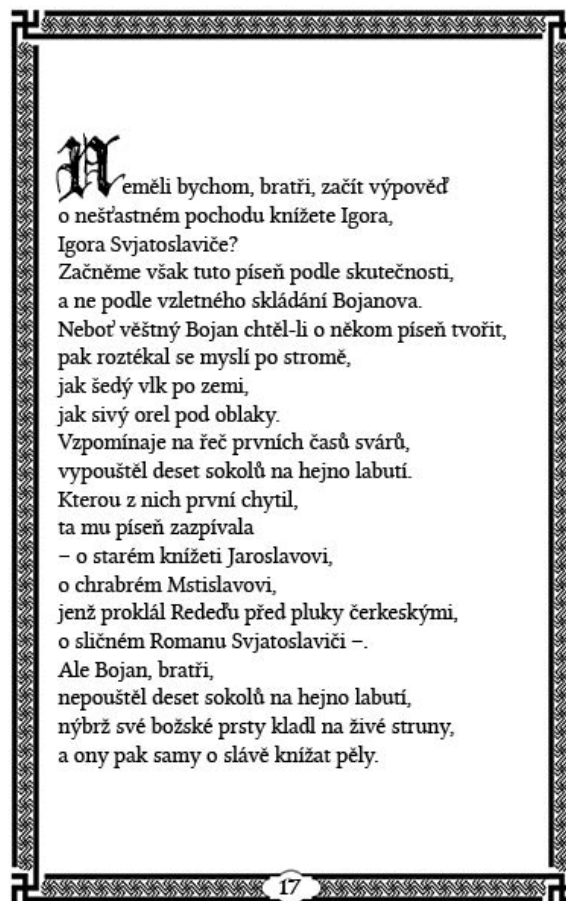 Neměli bychom, bratři, začít výpověď
o nešťastném pochodu knížete Igora,
Igora Svjatoslaviče?
Začněme však tuto píseň podle skutečnosti,
a ne podle vzletného skládání Bojanova.
Neboť věštný Bojan chtěl-li o někom píseň tvořit,
pak roztékal se myslí po stromě,
jak šedý vlk po zemi,
jak sivý orel pod oblaky.
Vzpomínaje na řeč prvních časů svárů,
vypouštěl deset sokolů na hejno labutí.
Kterou z nich první chytil,
ta mu píseň zazpívala
– o starém knížeti Jaroslavovi,
o chrabrém Mstislavovi,
jenž proklál Rededu před pluky čerkeskými,
o sličném Romanu Svjatoslaviči –.
Ale Bojan, bratři,
nepouštěl deset sokolů na hejno labutí,
nýbrž své božské prsty kladl na živé struny,
a ony pak samy o slávě knížat pěly.
17